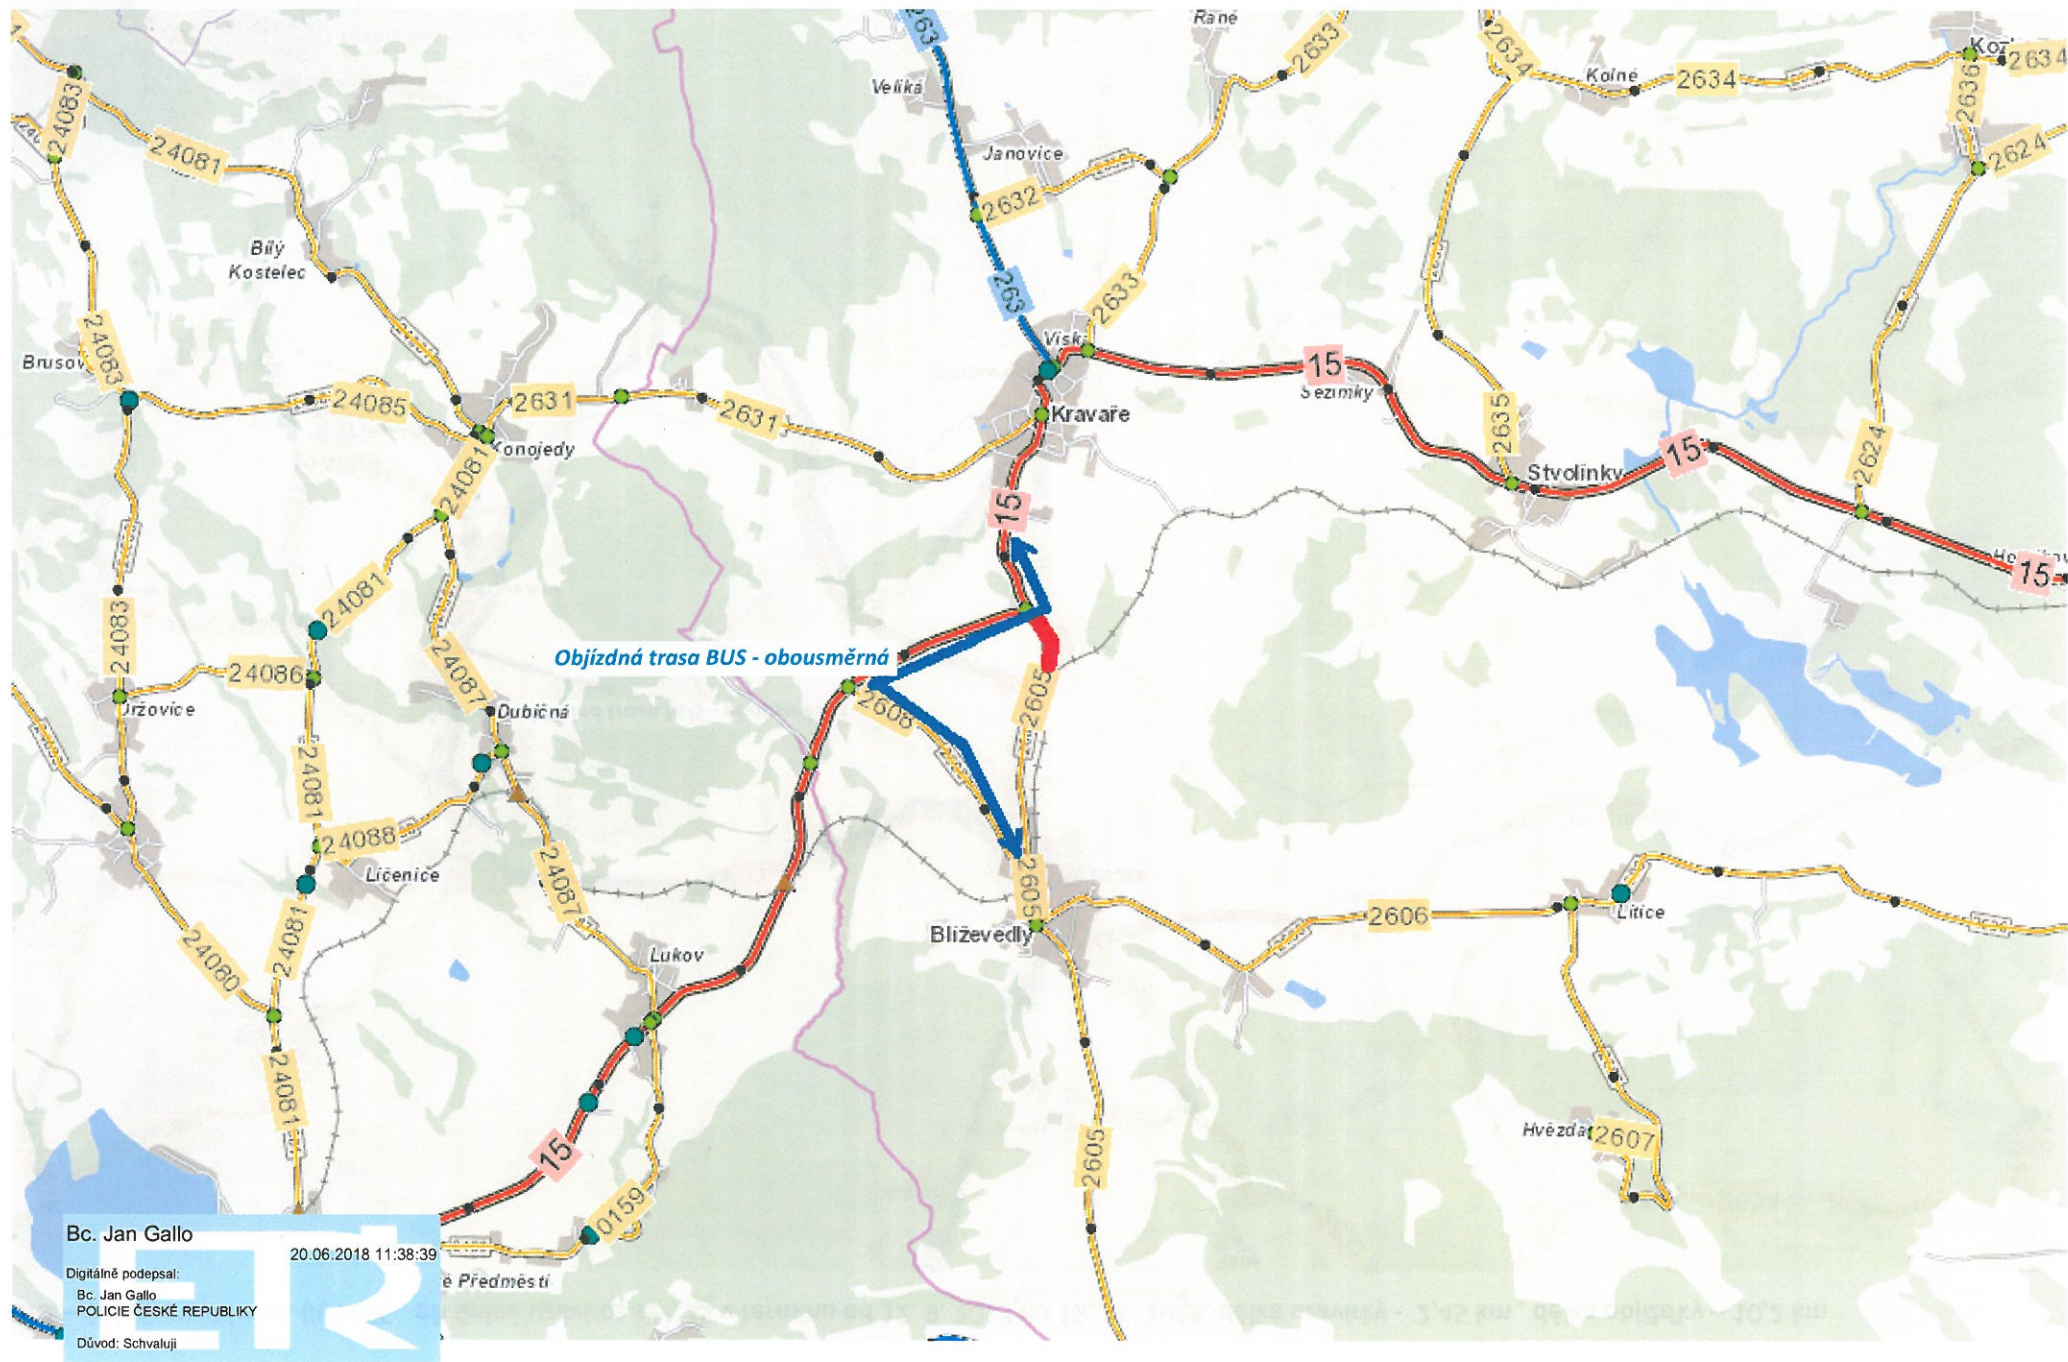 263
Rané
2633
2634
Kolné
2634
2634
2636
24083
24081
Veliká
Janovice
2632
2624
Bílý
Kostelec
263
2633
24083
24085
2631
2631
Konojedy
Kravaře
15
Sezimky
2635
Stvolínky
15
2624
15
24081
15
24081
24083
24086
24087
Objízdná trasa BUS - obousměrná
2608
2605
Držovice
Dubičná
24081
24088
Líčenice
24087
2605
Blíževedly
2606
Litice
24080
24081
Lukov
24081
15
0159
2605
Hvězda
2607
é Předměstí
Bc. Jan Gallo
20.06.2018 11:38:39
Digitálně podepsal:
Bc. Jan Gallo
POLICIE ČESKÉ REPUBLIKY
Důvod: Schvaluji